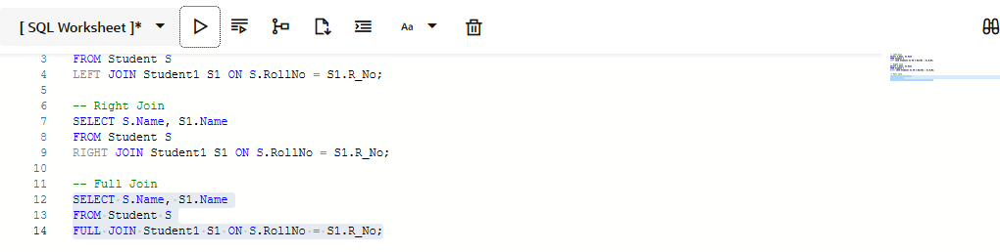 [ SQL Worksheet ]*
Aa
3 FROM Student S
4 LEFT JOIN Student1 S1 ON S.RollNo = S1.R_No;
5
6 -- Right Join
7 SELECT S.Name, S1.Name
8 FROM Student S
9 RIGHT JOIN Student1 S1 ON S.RollNo = S1.R_No;
10
11 -- Full Join
12 SELECT S.Name, S1.Name
13 FROM Student S
14 FULL JOIN Student1 S1 ON S.RollNo = S1.R_No;